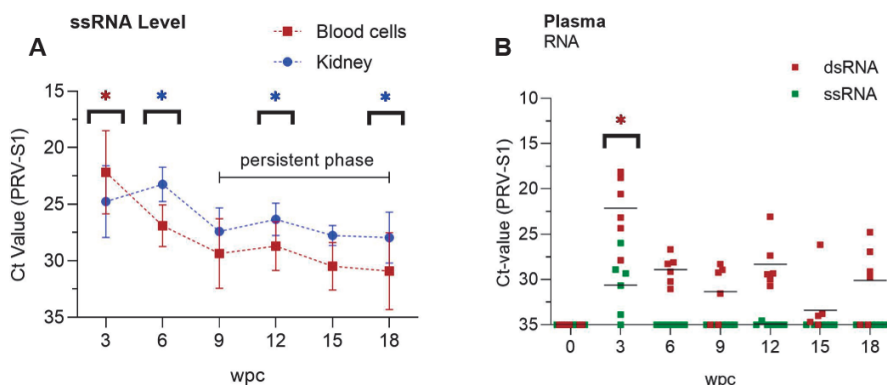 A
ssRNA Level
Blood cells
Kidney
* * * *
15
20
25
30
35
Ct Value (PRV-S1)
persistent phase
3 6 9 12 15 18
wpc
B
Plasma
RNA
dsRNA
ssRNA
*
10
15
20
25
30
35
Ct-value (PRV-S1)
0 3 6 9 12 15 18
wpc